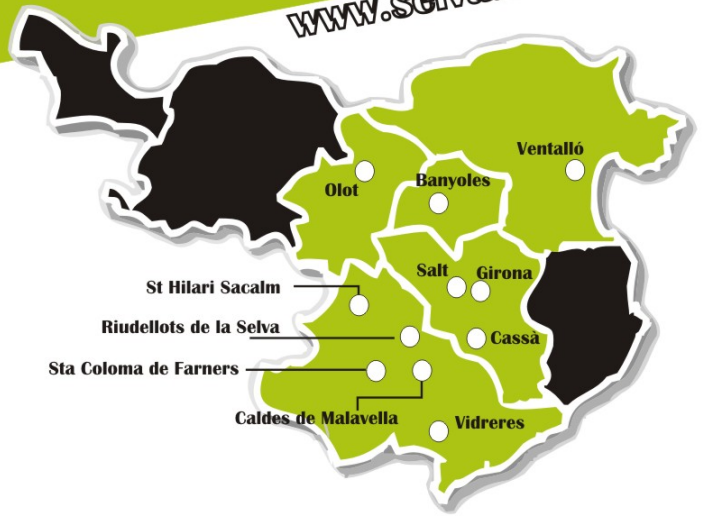 Ventalló
Olot
Banyoles
Salt
Girona
St Hilari Sacalm
Riudellots de la Selva
Cassà
Sta Coloma de Farners
Caldes de Malavella
Vidreres